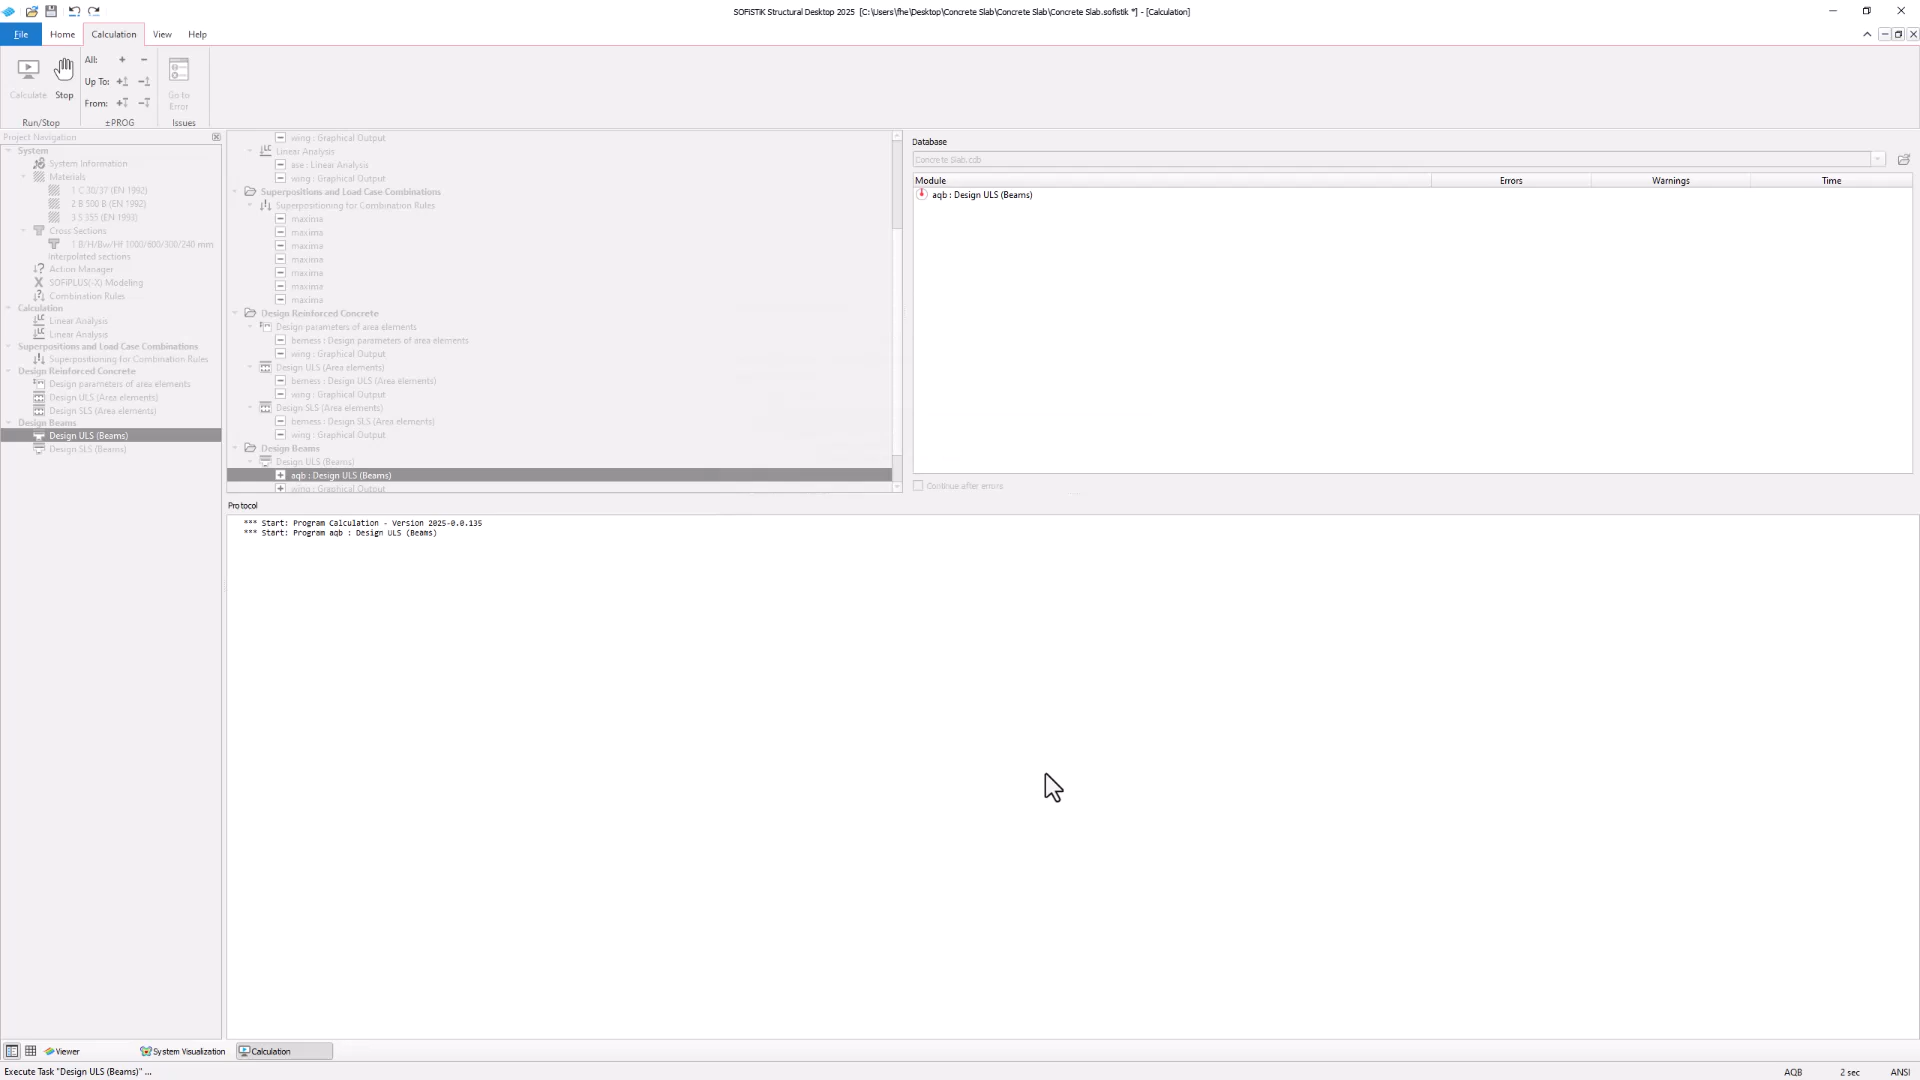 SOFiSTiK Structural Desktop 2025 [C:\Users\fhe\Desktop\Concrete Slab\Concrete Slab\Concrete Slab.sofistik *] - [Calculation]
File Home Calculation View Help
Calculate Stop
All:
Up To:
From:
Go to
Error
Run/Stop ±PROG Issues
Project Navigation
System
System Information
Materials
1 C 30/37 (EN 1992)
2 B 500 B (EN 1992)
3 S 355 (EN 1993)
Cross Sections
1 B/H/Bw/Hf 1000/600/300/240 mm
Interpolated sections
Action Manager
SOFiPLUS(-X) Modeling
Combination Rules
Calculation
Linear Analysis
Linear Analysis
Superpositions and Load Case Combinations
Superpositioning for Combination Rules
Design Reinforced Concrete
Design parameters of area elements
Design ULS (Area elements)
Design SLS (Area elements)
Design Beams
Design ULS (Beams)
Design SLS (Beams)
wing : Graphical Output
Linear Analysis
ase : Linear Analysis
wing : Graphical Output
Superpositions and Load Case Combinations
Superpositioning for Combination Rules
maxima
maxima
maxima
maxima
maxima
maxima
maxima
Design Reinforced Concrete
Design parameters of area elements
bemess : Design parameters of area elements
wing : Graphical Output
Design ULS (Area elements)
bemess : Design ULS (Area elements)
wing : Graphical Output
Design SLS (Area elements)
bemess : Design SLS (Area elements)
wing : Graphical Output
Design Beams
Design ULS (Beams)
aqb : Design ULS (Beams)
wing : Graphical Output
Database
Concrete Slab.cdb
Module Errors Warnings Time
aqb : Design ULS (Beams)
Continue after errors
Protocol
*** Start: Program Calculation - Version 2025-0.0.135
*** Start: Program aqb : Design ULS (Beams)
Viewer System Visualization Calculation
Execute Task "Design ULS (Beams)" ... AQB 2 sec ANSI